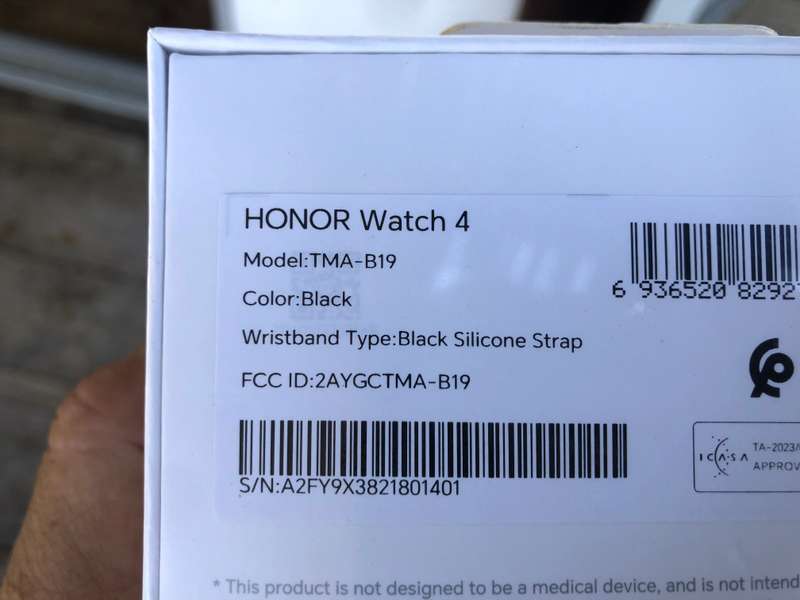 HONOR Watch 4
Model:TMA-B19
Color:Black
Wristband Type:Black Silicone Strap
FCC ID:2AYGCTMA-B19
S/N:A2FY9X3821801401
6 936520 82921
ICASA
TA-2023/
APPROV
* This product is not designed to be a medical device, and is not intend